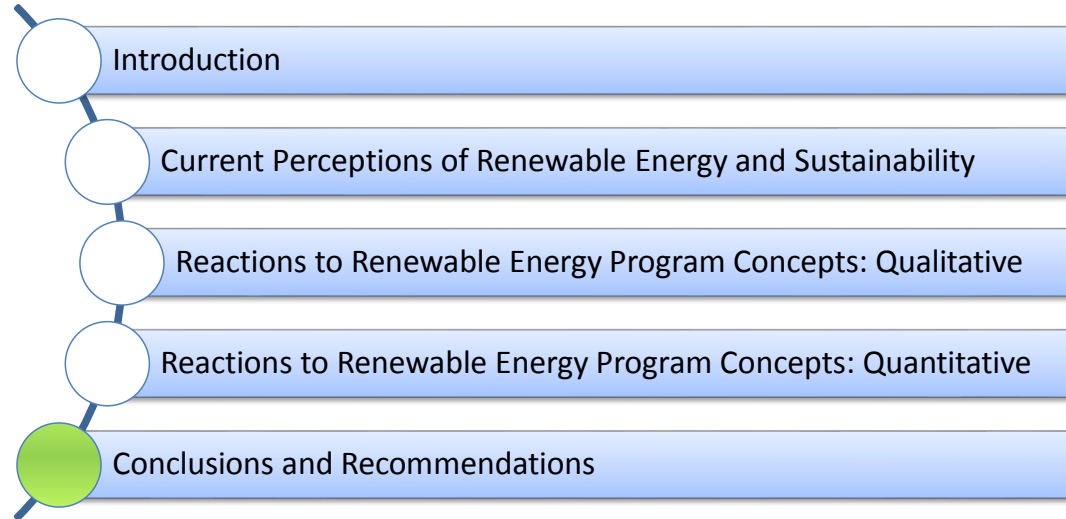 Introduction
Current Perceptions of Renewable Energy and Sustainability
Reactions to Renewable Energy Program Concepts: Qualitative
Reactions to Renewable Energy Program Concepts: Quantitative
Conclusions and Recommendations